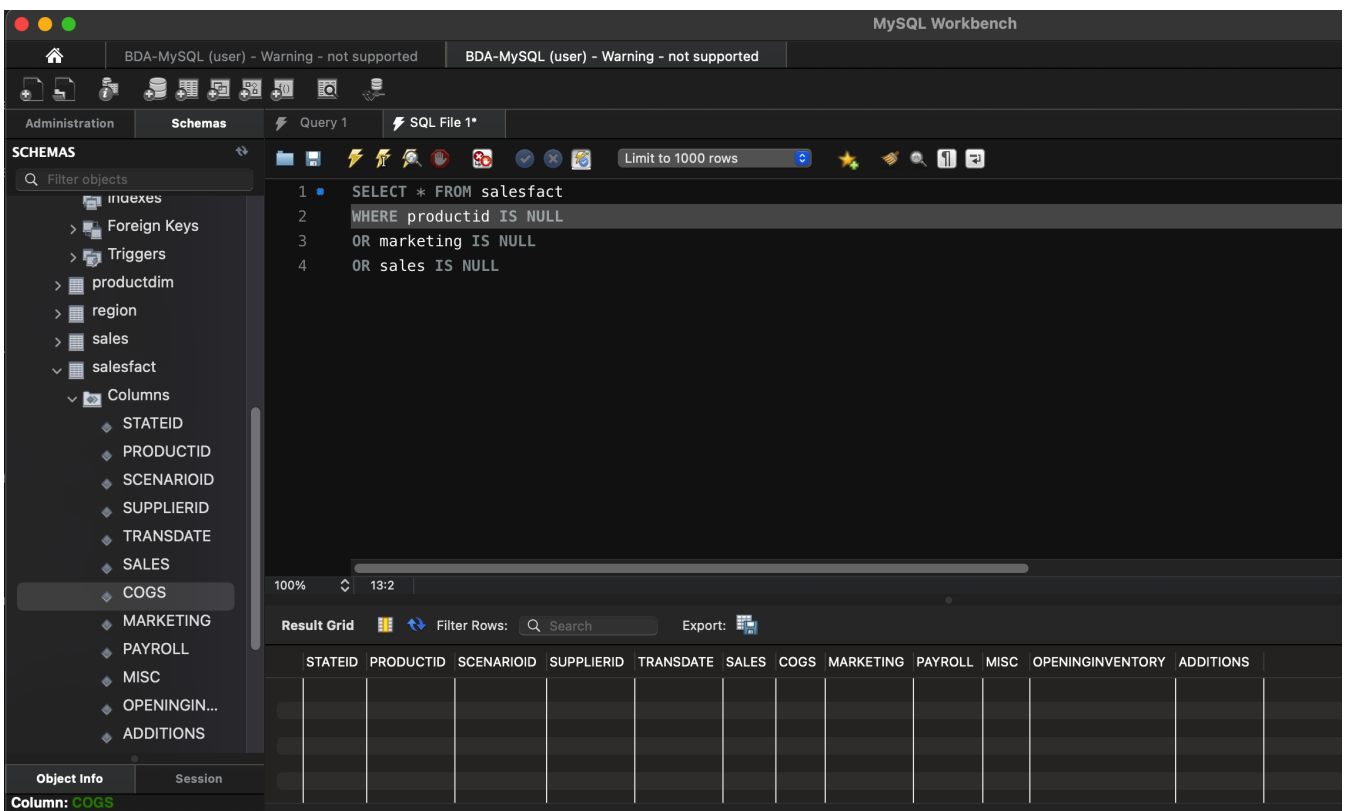 MySQL Workbench
BDA-MySQL (user) - Warning - not supported
BDA-MySQL (user) - Warning - not supported
Administration
Schemas
Query 1
SQL File 1*
SCHEMAS
Limit to 1000 rows
Filter objects
Indexes
Foreign Keys
Triggers
productdim
region
sales
salesfact
Columns
STATEID
PRODUCTID
SCENARIOID
SUPPLIERID
TRANSDATE
SALES
COGS
MARKETING
PAYROLL
MISC
OPENINGIN...
ADDITIONS
Object Info
Session
Column: COGS
1 SELECT * FROM salesfact
2 WHERE productid IS NULL
3 OR marketing IS NULL
4 OR sales IS NULL
100% 13:2
Result Grid Filter Rows: Search Export:
STATEID PRODUCTID SCENARIOID SUPPLIERID TRANSDATE SALES COGS MARKETING PAYROLL MISC OPENINGINVENTORY ADDITIONS